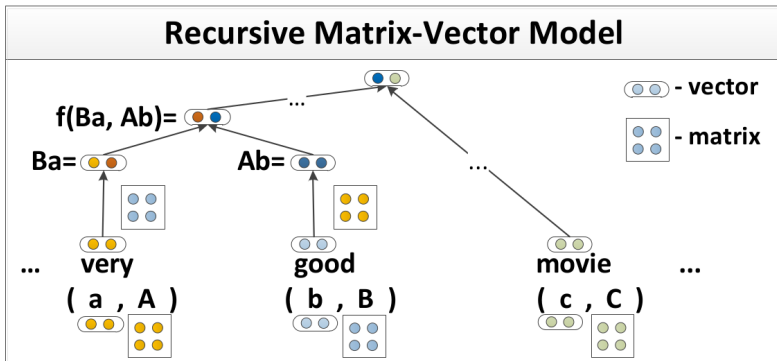 Recursive Matrix-Vector Model
...
- vector
f(Ba, Ab)=
- matrix
Ba=
Ab=
...
... very good movie ...
( a , A ) ( b , B ) ( c , C )